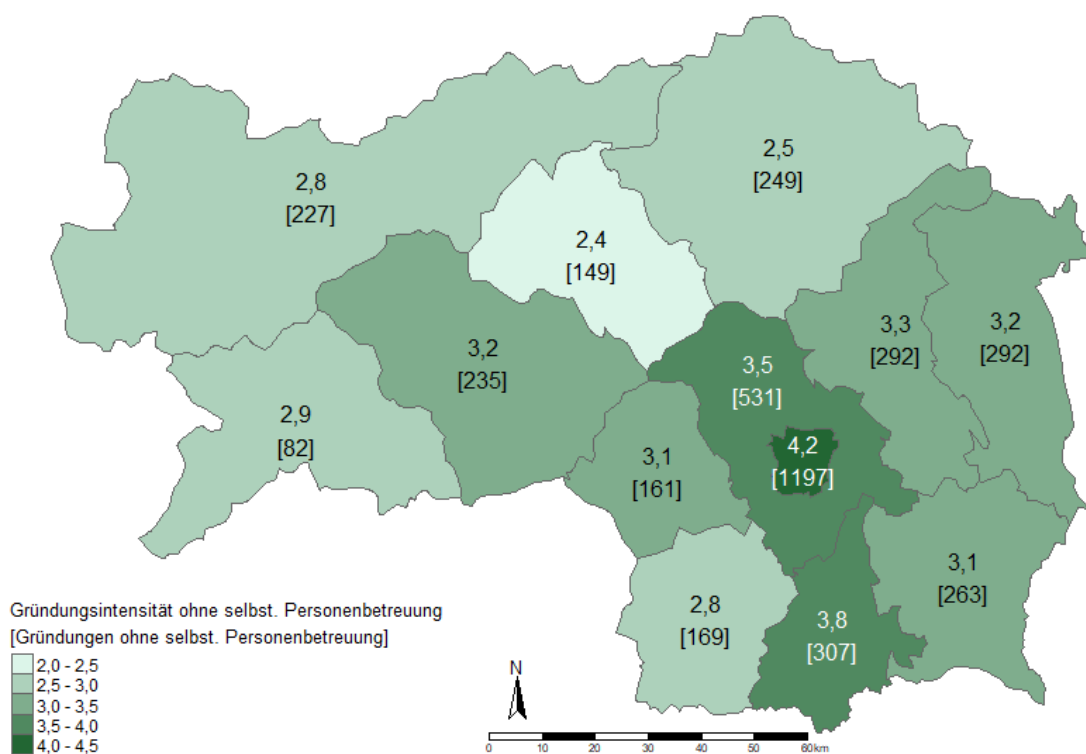 2,5
[249]
2,8
[227]
2,4
[149]
3,3
[292]
3,2
[292]
3,2
[235]
3,5
[531]
2,9
[82]
4,2
[1197]
3,1
[161]
3,1
[263]
2,8
[169]
3,8
[307]
Gründungsintensität ohne selbst. Personenbetreuung
[Gründungen ohne selbst. Personenbetreuung]
2,0 - 2,5
2,5 - 3,0
3,0 - 3,5
3,5 - 4,0
4,0 - 4,5
N
0 10 20 30 40 50 60km